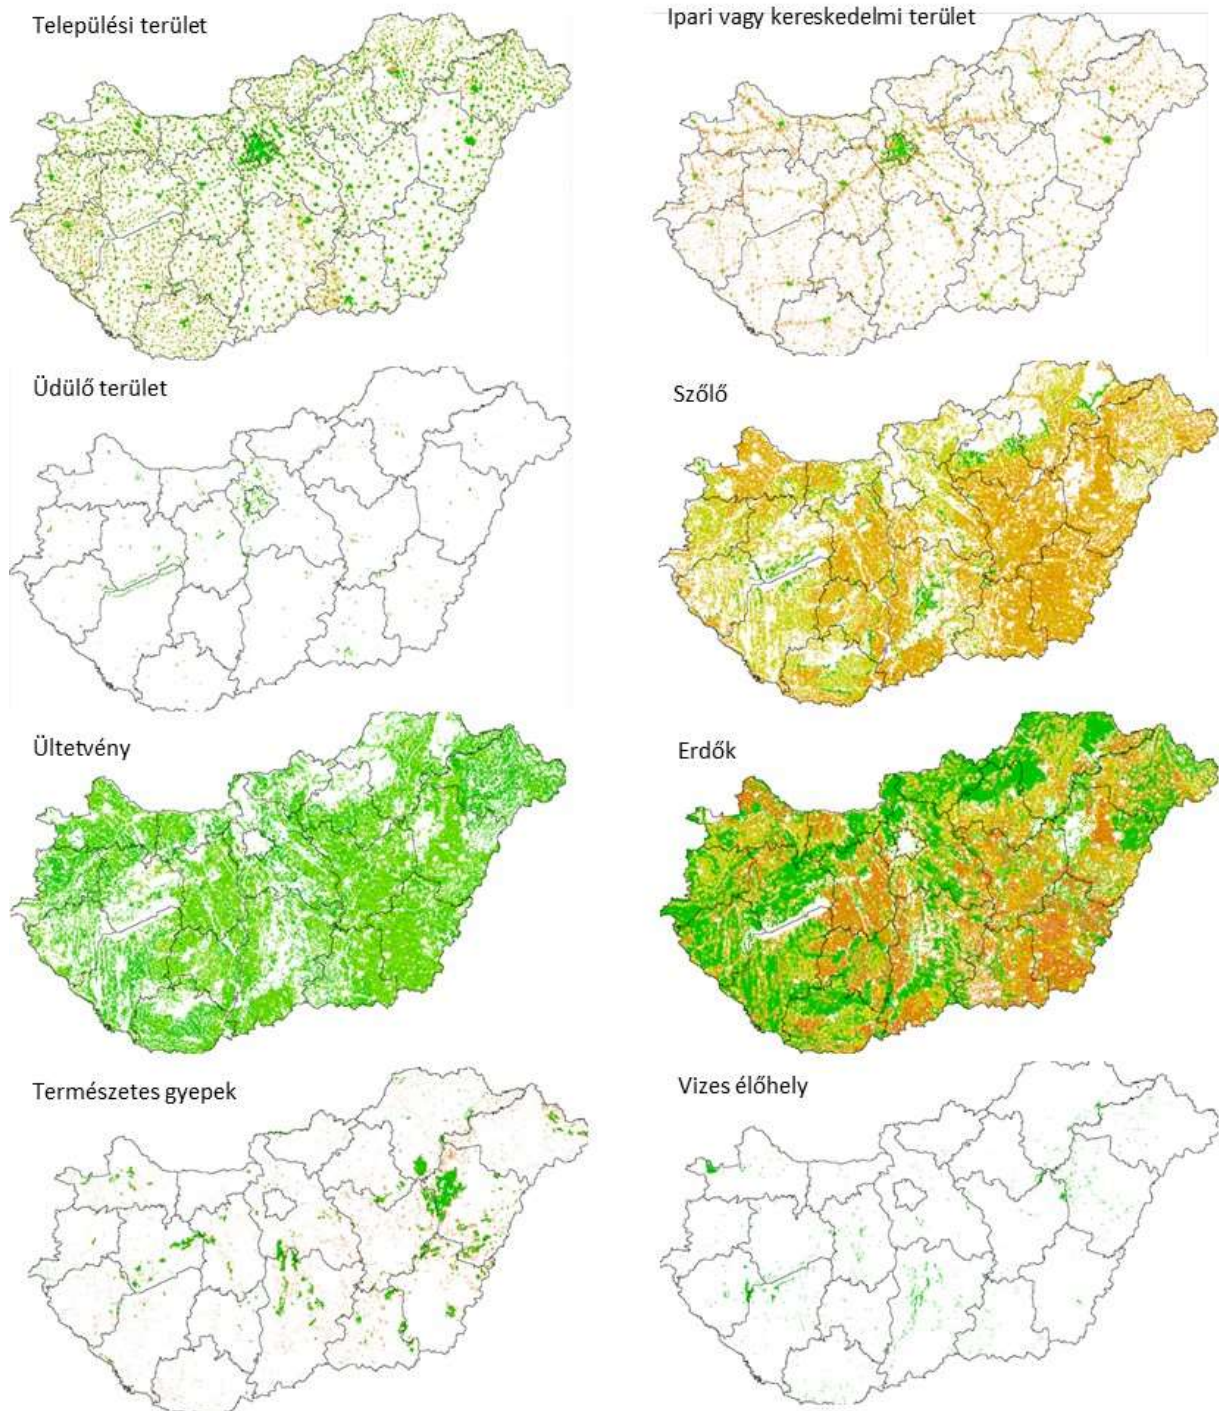 Települési terület
Ipari vagy kereskedelmi terület
Üdülő terület
Szőlő
Ültetvény
Erdők
Természetes gyepek
Vizes élőhely